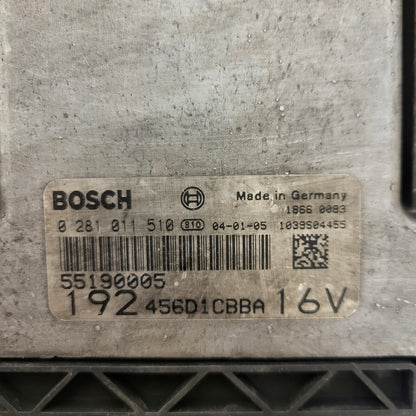 BOSCH Made in Germany
1866 0083
0 281 011 510 810 04-01-05 1039S04455
55190005
192 456D1CBBA 16V